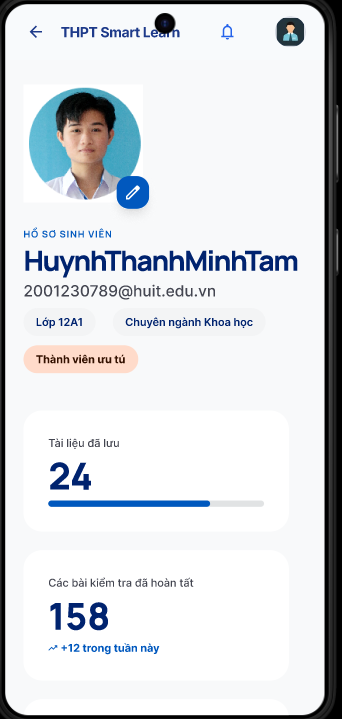 THPT Smart Learn
HỒ SƠ SINH VIÊN
HuynhThanhMinhTam
2001230789@huit.edu.vn
Lớp 12A1
Chuyên ngành Khoa học
Thành viên ưu tú
Tài liệu đã lưu
24
Các bài kiểm tra đã hoàn tất
158
+12 trong tuần này